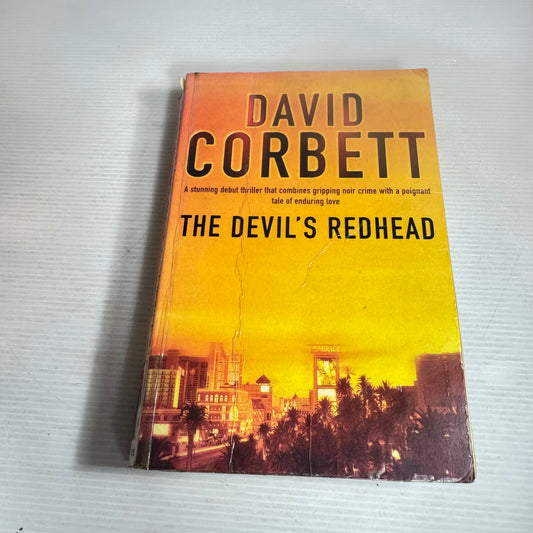 DAVID
CORBETT
A stunning debut thriller that combines gripping noir crime with a poignant
tale of enduring love
THE DEVIL'S REDHEAD
MIRAGE